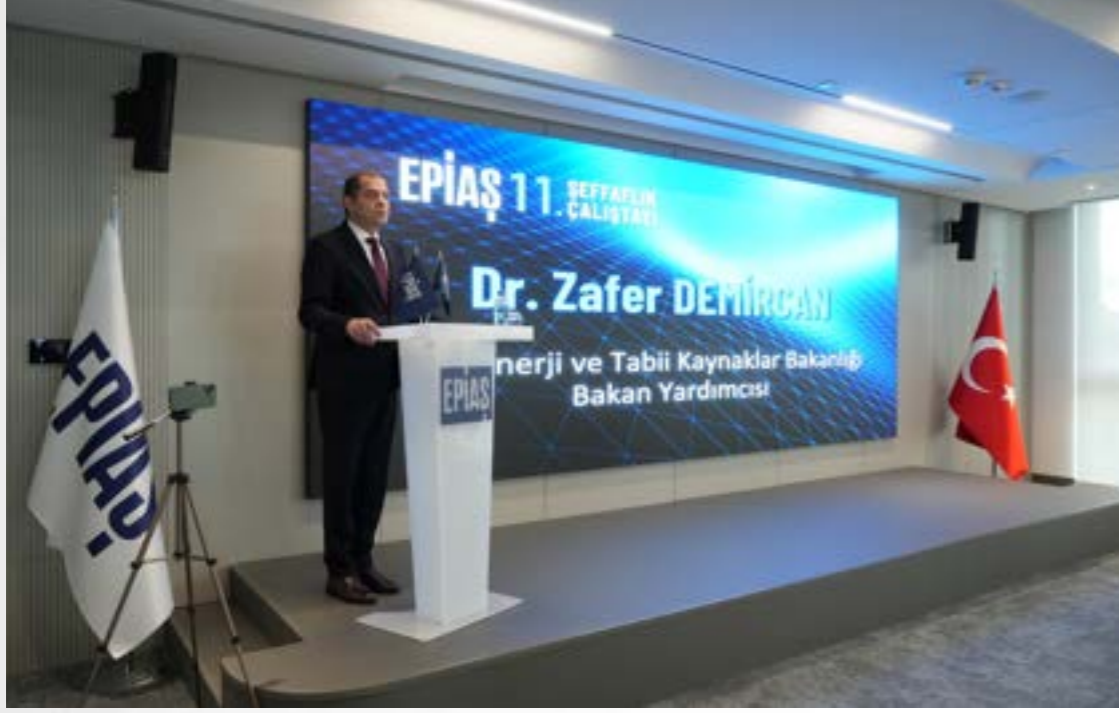 EPİAŞ 11. ŞEFFAFLIK
ÇALIŞTAYI
Dr. Zafer DEMİRCAN
nerji ve Tabii Kaynaklar Bakanlığı
Bakan Yardımcısı
EPİAŞ
EPİAŞ